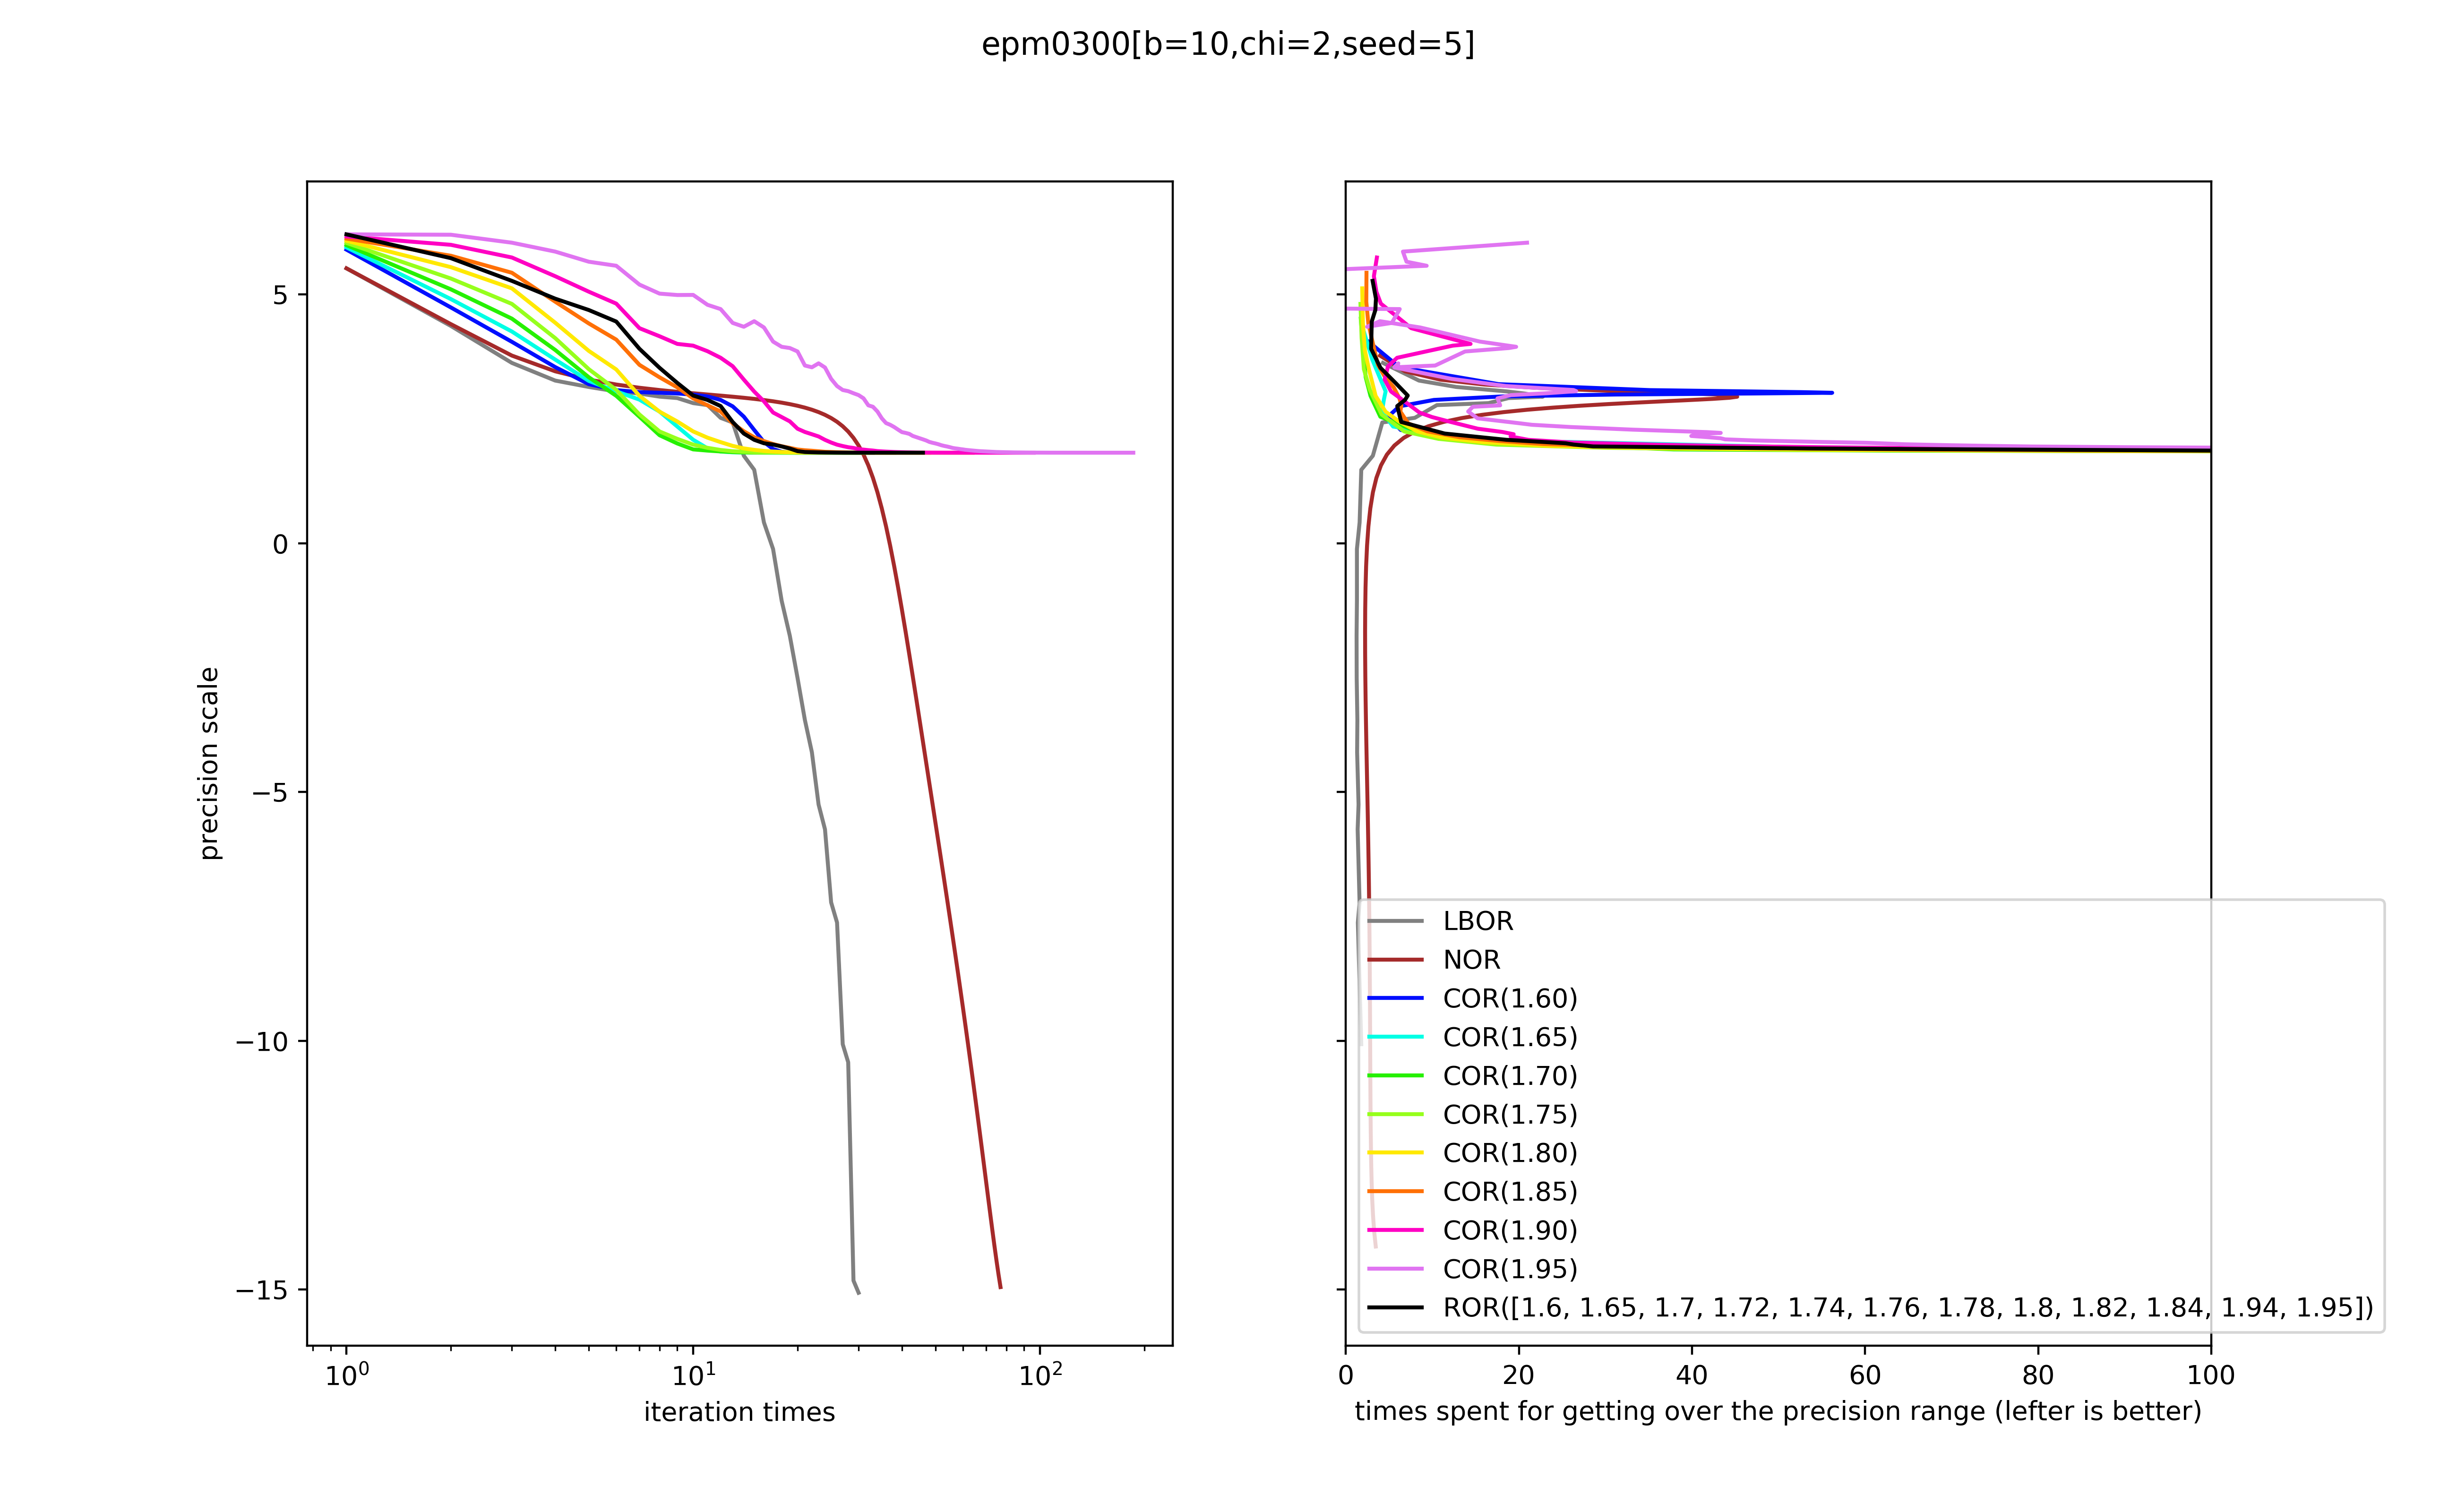 epm0300[b=10,chi=2,seed=5]
precision scale
5
0
−5
−10
−15
10⁰
10¹
10²
iteration times
0
20
40
60
80
100
times spent for getting over the precision range (lefter is better)
LBOR
NOR
COR(1.60)
COR(1.65)
COR(1.70)
COR(1.75)
COR(1.80)
COR(1.85)
COR(1.90)
COR(1.95)
ROR([1.6, 1.65, 1.7, 1.72, 1.74, 1.76, 1.78, 1.8, 1.82, 1.84, 1.94, 1.95])